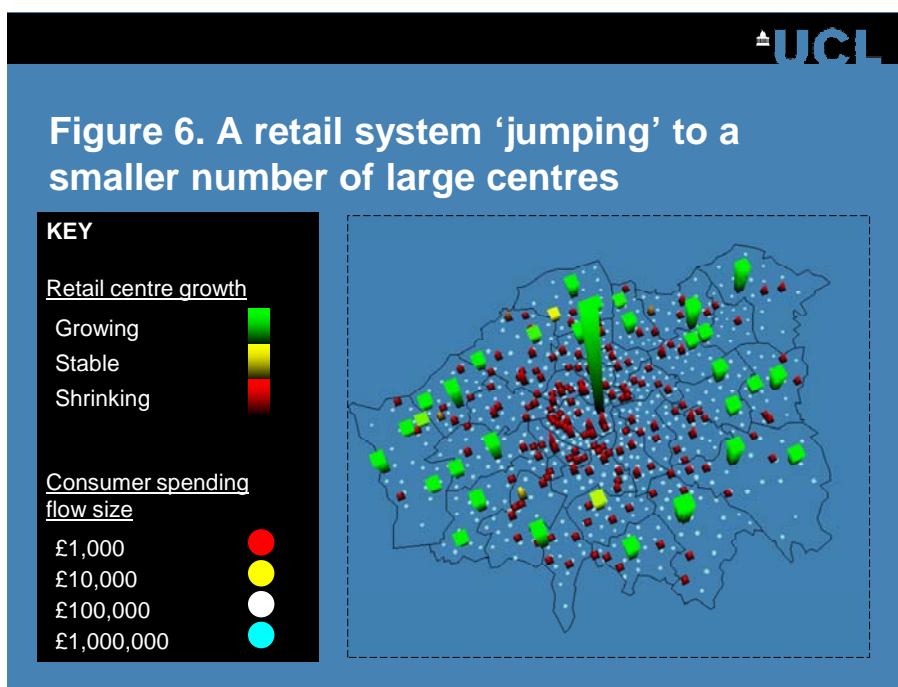 UCL
Figure 6. A retail system ‘jumping’ to a
smaller number of large centres
KEY
Retail centre growth
Growing
Stable
Shrinking
Consumer spending
flow size
£1,000
£10,000
£100,000
£1,000,000